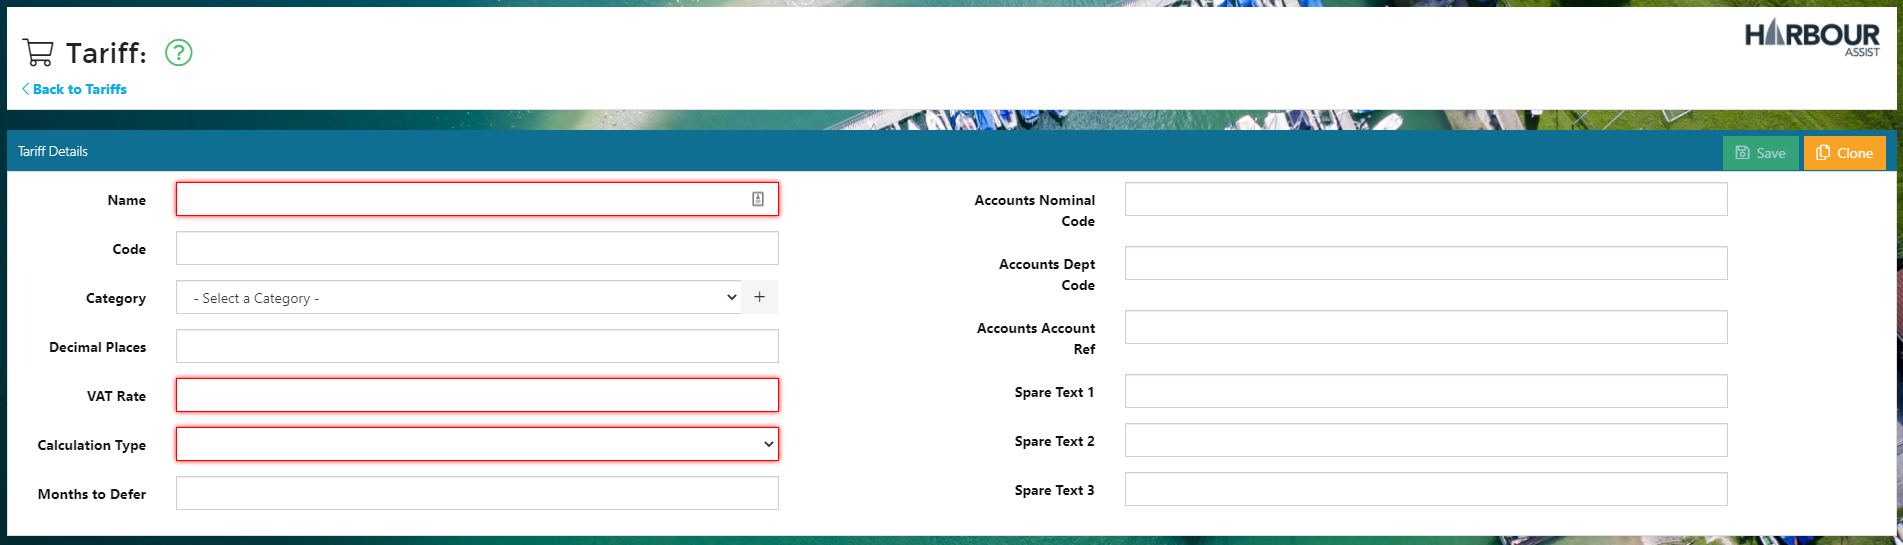 Tariff:
?
HARBOUR
ASSIST
Back to Tariffs
Tariff Details
Save
Clone
Name
Code
Category
- Select a Category -
+
Decimal Places
VAT Rate
Calculation Type
Months to Defer
Accounts Nominal
Code
Accounts Dept
Code
Accounts Account
Ref
Spare Text 1
Spare Text 2
Spare Text 3